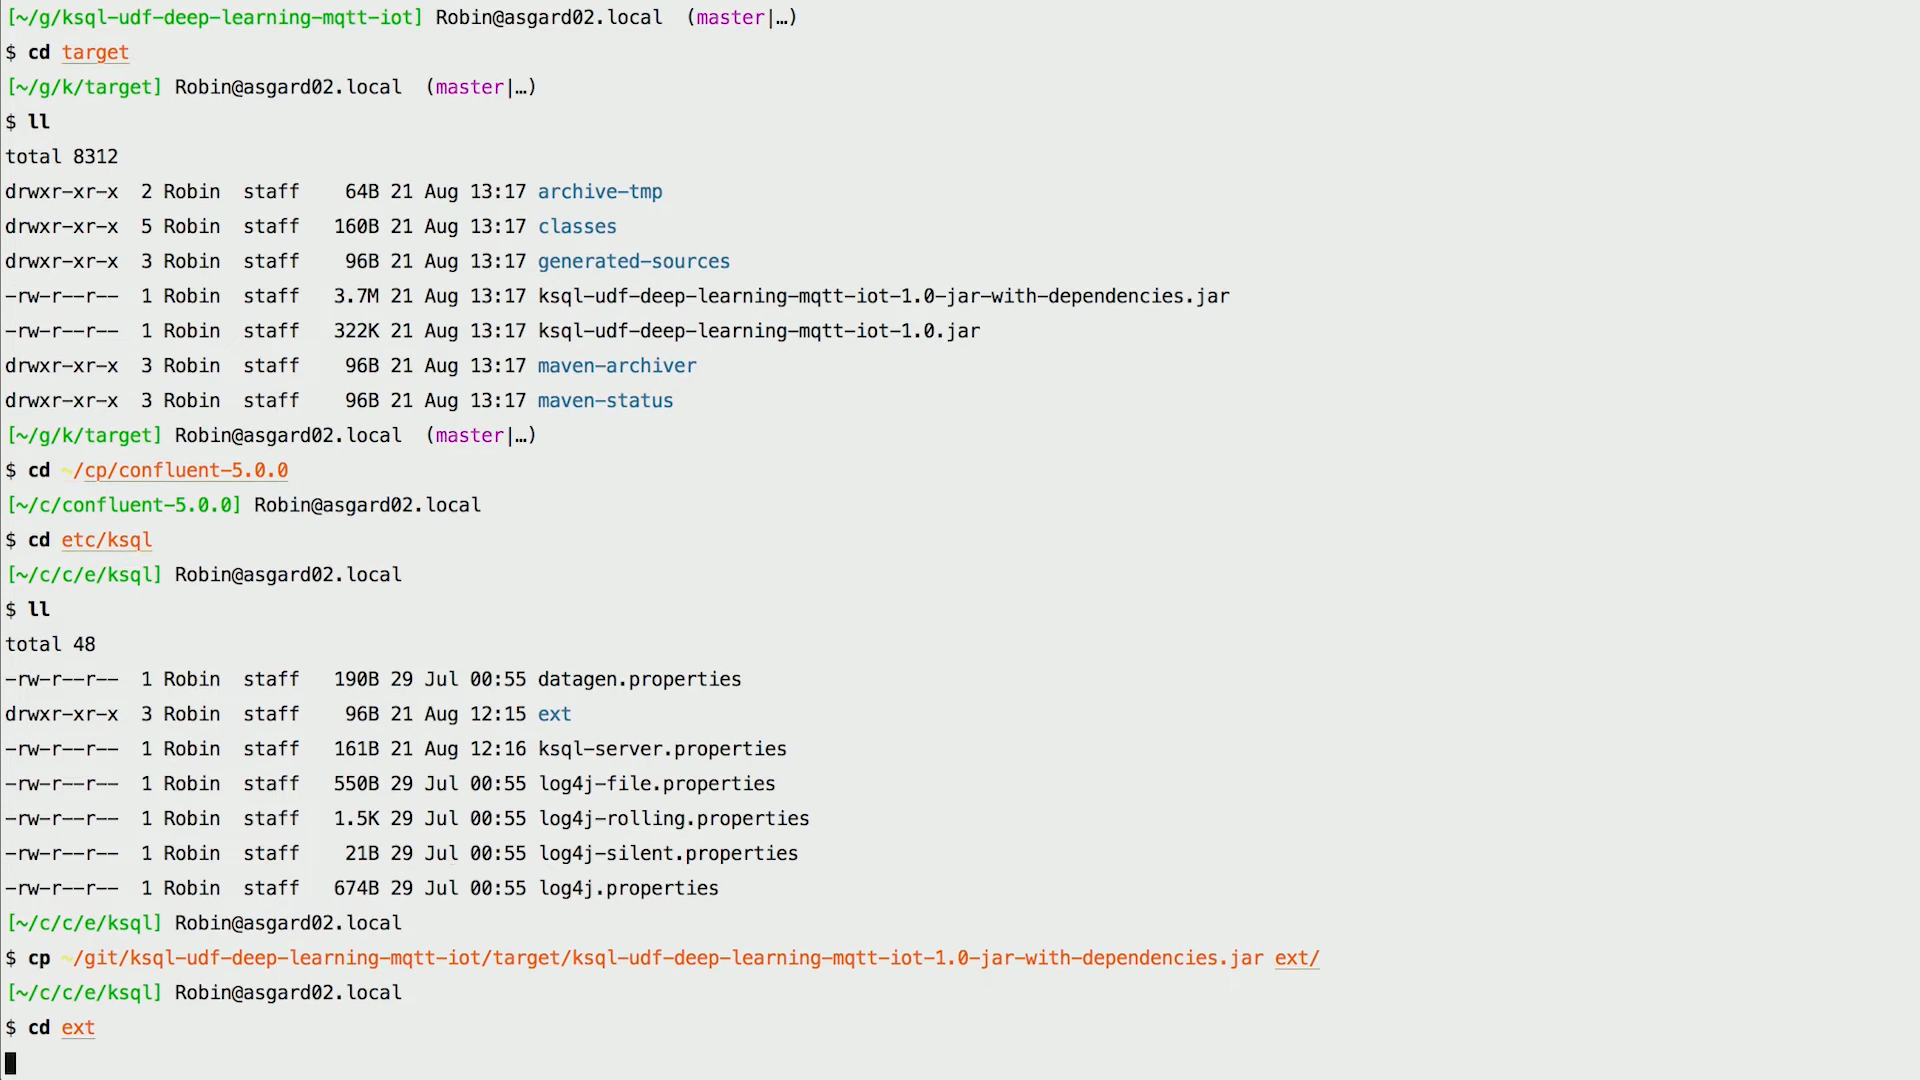 [~/g/ksql-udf-deep-learning-mqtt-iot] Robin@asgard02.local  (master|…)
$ cd target
[~/g/k/target] Robin@asgard02.local  (master|…)
$ ll
total 8312
drwxr-xr-x  2 Robin  staff    64B 21 Aug 13:17 archive-tmp
drwxr-xr-x  5 Robin  staff   160B 21 Aug 13:17 classes
drwxr-xr-x  3 Robin  staff    96B 21 Aug 13:17 generated-sources
-rw-r--r--  1 Robin  staff   3.7M 21 Aug 13:17 ksql-udf-deep-learning-mqtt-iot-1.0-jar-with-dependencies.jar
-rw-r--r--  1 Robin  staff   322K 21 Aug 13:17 ksql-udf-deep-learning-mqtt-iot-1.0.jar
drwxr-xr-x  3 Robin  staff    96B 21 Aug 13:17 maven-archiver
drwxr-xr-x  3 Robin  staff    96B 21 Aug 13:17 maven-status
[~/g/k/target] Robin@asgard02.local  (master|…)
$ cd ~/cp/confluent-5.0.0
[~/c/confluent-5.0.0] Robin@asgard02.local
$ cd etc/ksql
[~/c/c/e/ksql] Robin@asgard02.local
$ ll
total 48
-rw-r--r--  1 Robin  staff   190B 29 Jul 00:55 datagen.properties
drwxr-xr-x  3 Robin  staff    96B 21 Aug 12:15 ext
-rw-r--r--  1 Robin  staff   161B 21 Aug 12:16 ksql-server.properties
-rw-r--r--  1 Robin  staff   550B 29 Jul 00:55 log4j-file.properties
-rw-r--r--  1 Robin  staff   1.5K 29 Jul 00:55 log4j-rolling.properties
-rw-r--r--  1 Robin  staff    21B 29 Jul 00:55 log4j-silent.properties
-rw-r--r--  1 Robin  staff   674B 29 Jul 00:55 log4j.properties
[~/c/c/e/ksql] Robin@asgard02.local
$ cp ~/git/ksql-udf-deep-learning-mqtt-iot/target/ksql-udf-deep-learning-mqtt-iot-1.0-jar-with-dependencies.jar ext/
[~/c/c/e/ksql] Robin@asgard02.local
$ cd ext